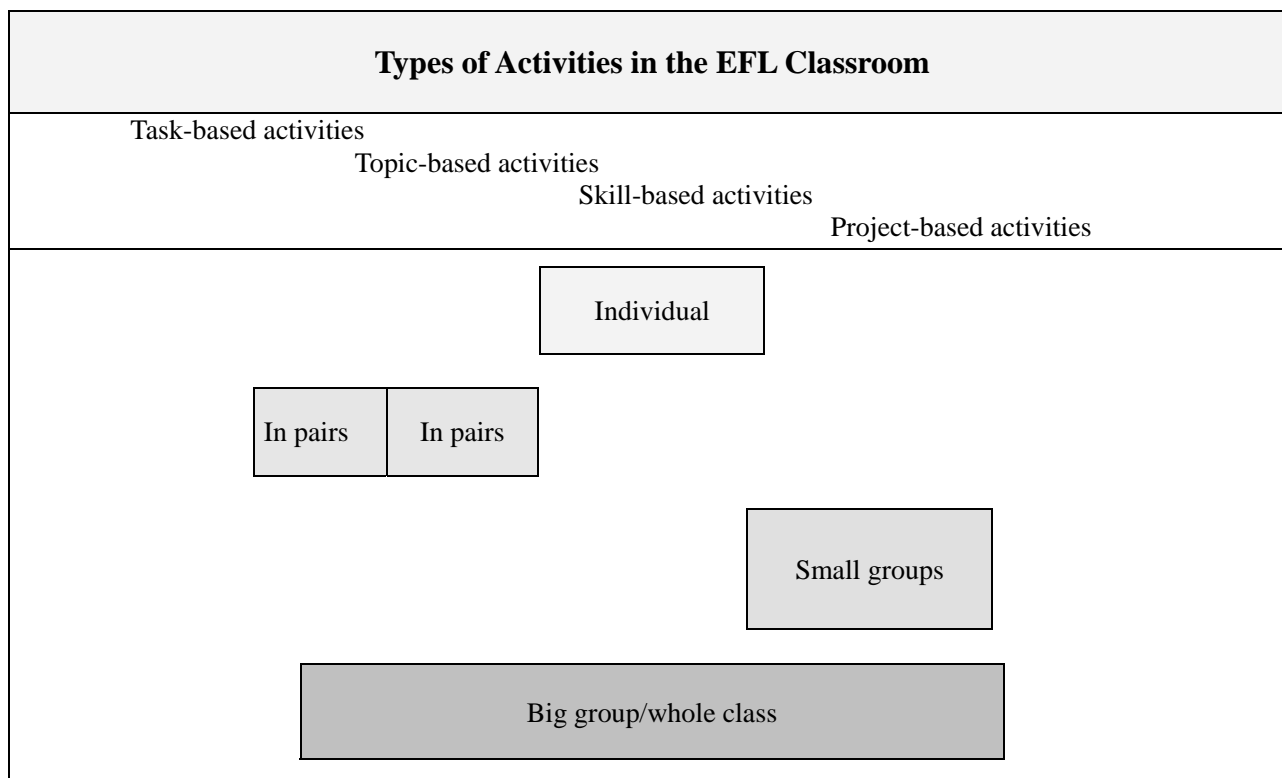 Types of Activities in the EFL Classroom
Task-based activities
Topic-based activities
Skill-based activities
Project-based activities
Individual
In pairs
In pairs
Small groups
Big group/whole class